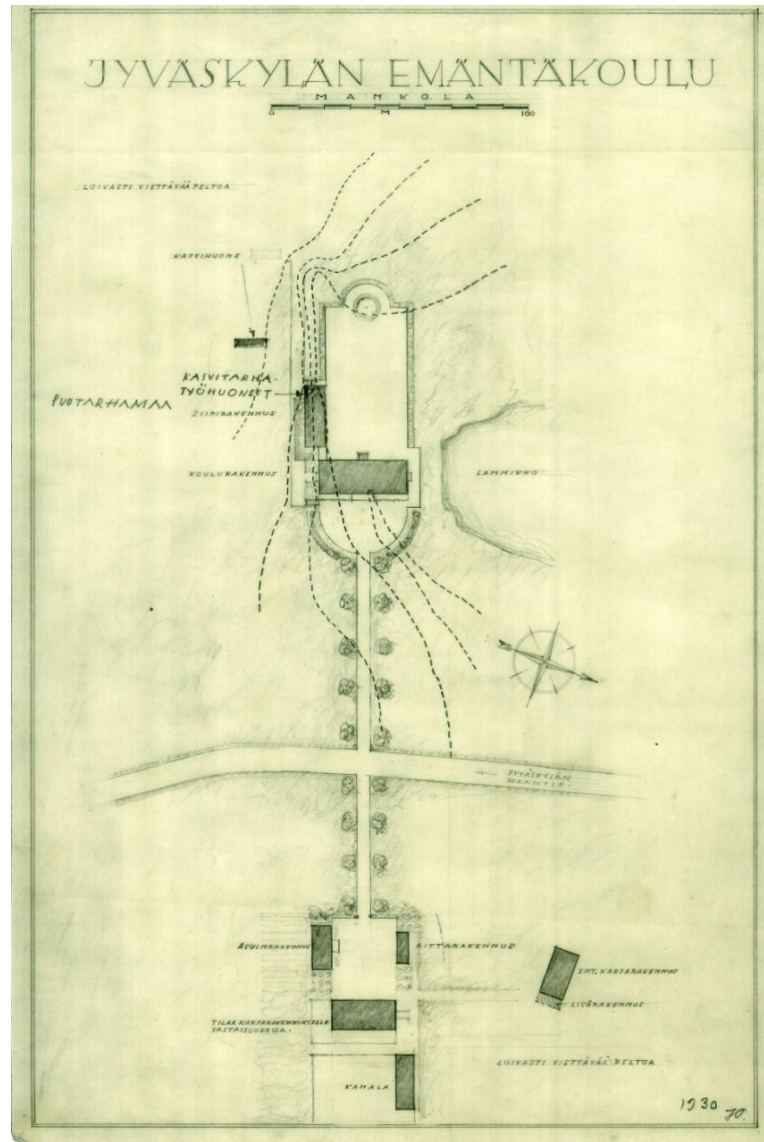 JYVÄSKYLÄN EMÄNTÄKOULU
MANKOLA
0 M 100
LOIVASTI VIETTÄVÄÄ PELTOA
KASVIHUONE
KASVITARHA-
TYÖHUONEET
PUUTARHAMAA
SIIPIRAKENNUS
KOULURAKENNUS
LAMMIKKO
JYVÄSKYLÄN
MAANTIE.
ASUINRAKENNUS
AITTARAKENNUS
ENT. KARJARAKENNUS
LISÄRAKENNUS
TILAA KARJARAKENNUKSELLE
VASTAISUUDESSA.
LOIVASTI VIETTÄVÄÄ PELTOA
KANALA
1930